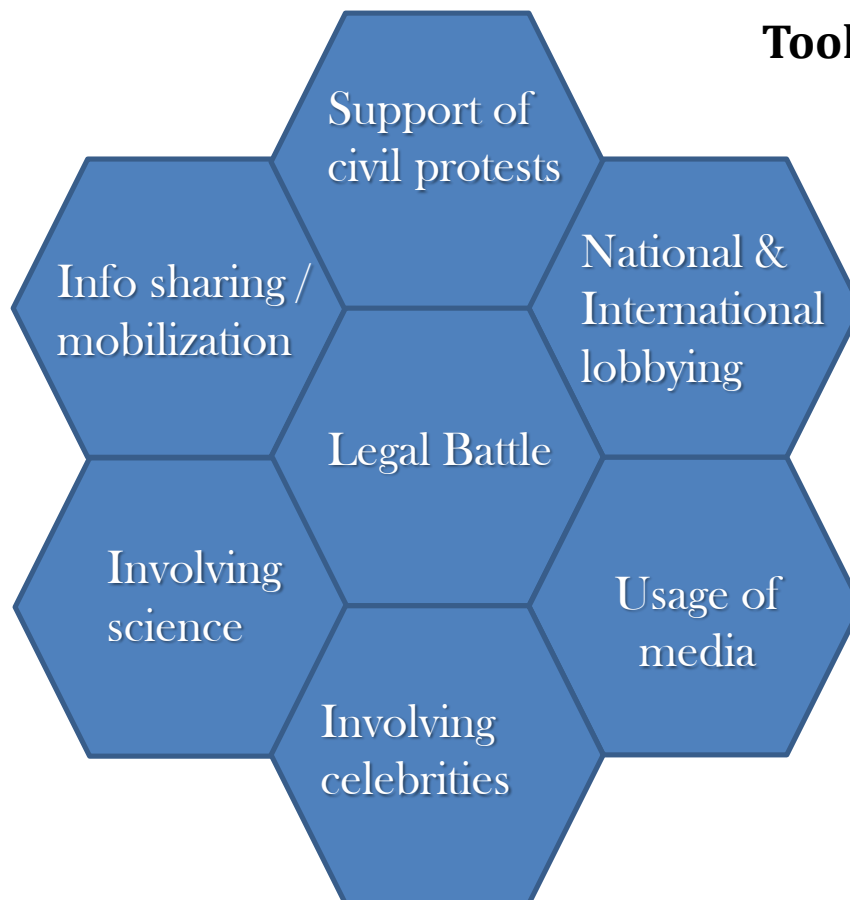 Tool
Support of
civil protests
National &
International
lobbying
Info sharing /
mobilization
Legal Battle
Involving
science
Usage of
media
Involving
celebrities